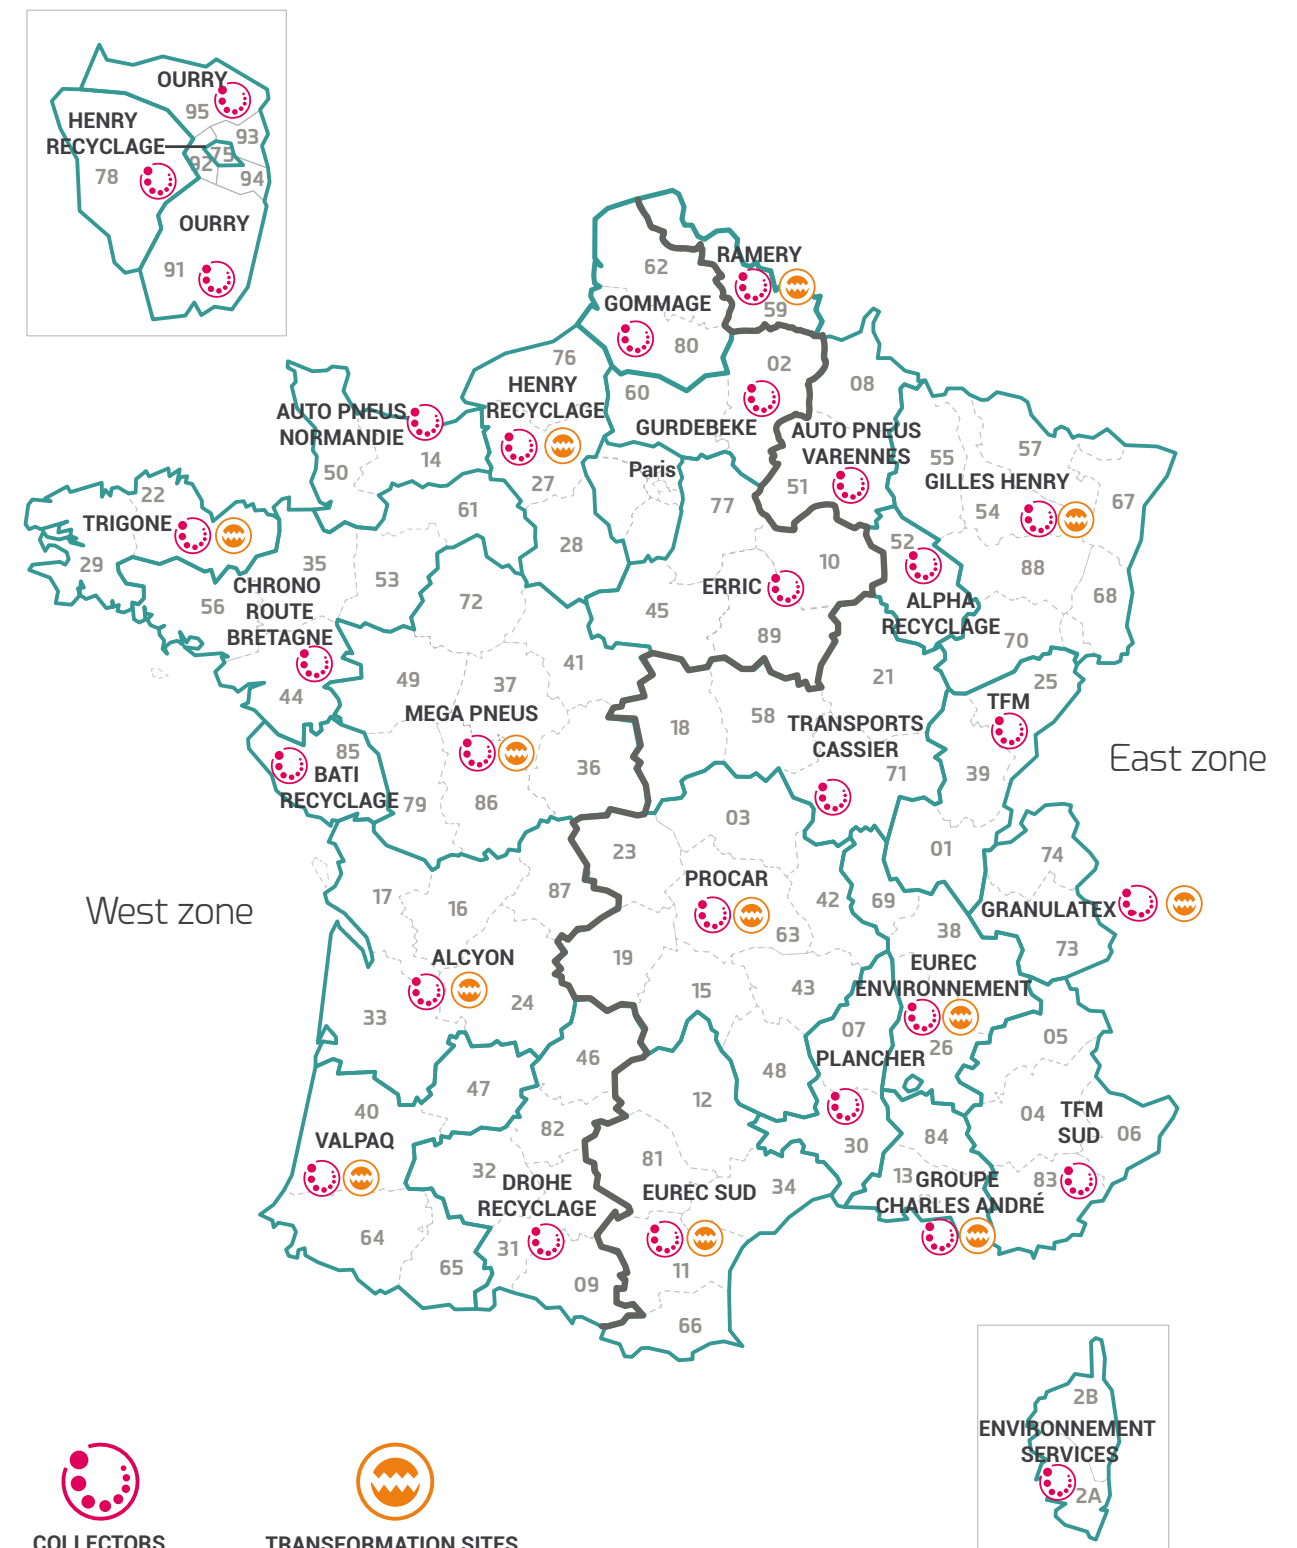 OURRY
95
HENRY
RECYCLAGE
93
75
92
78
94
OURRY
91
62
RAMERY
GOMMAGE
59
80
76
02
HENRY
RECYCLAGE
60
08
AUTO PNEUS
NORMANDIE
GURDEBEKE
AUTO PNEUS
VARENNES
14
50
Paris
55
57
GILLES HENRY
27
51
22
TRIGONE
61
77
54
67
28
52
29
35
53
10
88
CHRONO
ROUTE
BRETAGNE
56
72
ERRIC
45
ALPHA
RECYCLAGE
68
89
70
41
49
37
21
25
44
MEGA PNEUS
TFM
18
58
TRANSPORTS
CASSIER
85
BATI
RECYCLAGE
36
71
39
East zone
79
86
03
23
01
74
PROCAR
87
17
16
42
69
West zone
GRANULATEX
63
38
73
ALCYON
19
EUREC
ENVIRONNEMENT
24
15
43
33
07
05
46
PLANCHER
26
48
47
12
40
04
TFM
SUD
06
VALPAQ
82
84
30
81
32
DROHE
RECYCLAGE
13
GROUPE
CHARLES ANDRÉ
83
EUREC SUD
34
64
31
65
11
09
66
2B
ENVIRONNEMENT
SERVICES
2A
COLLECTORS
TRANSFORMATION SITES